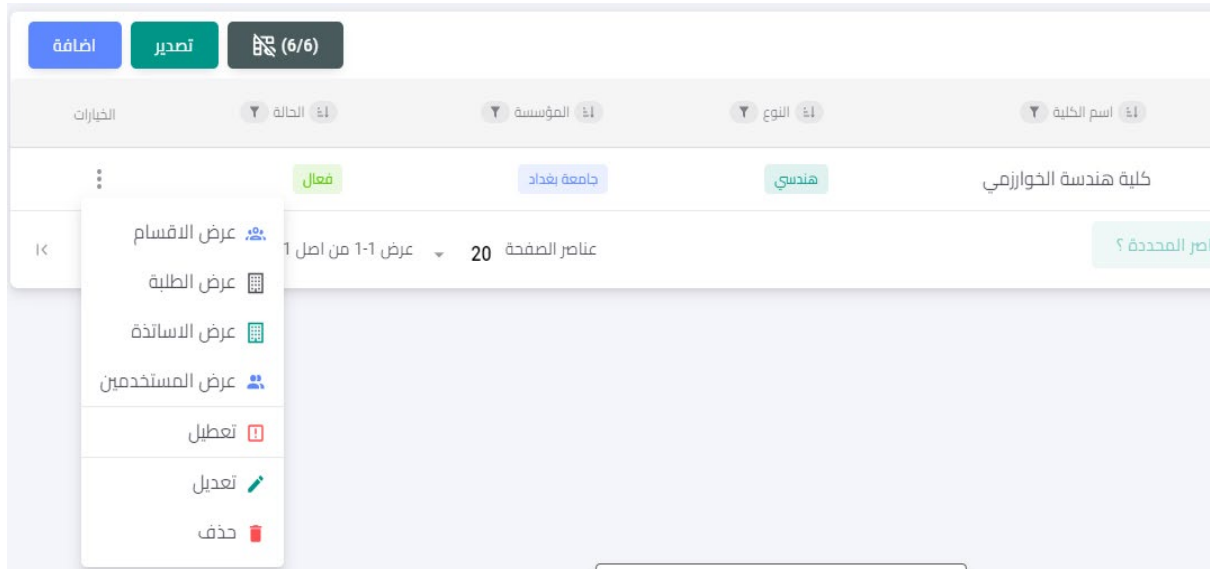 (6/6) تصدير اضافة
اسم الكلية النوع المؤسسة الحالة الخيارات
كلية هندسة الخوارزمي هندسي جامعة بغداد فعال
المحددة ؟ عناصر الصفحة 20 عرض 1-1 من اصل 1
عرض الاقسام
عرض الطلبة
عرض الاساتذة
عرض المستخدمين
تعطيل
تعديل
حذف